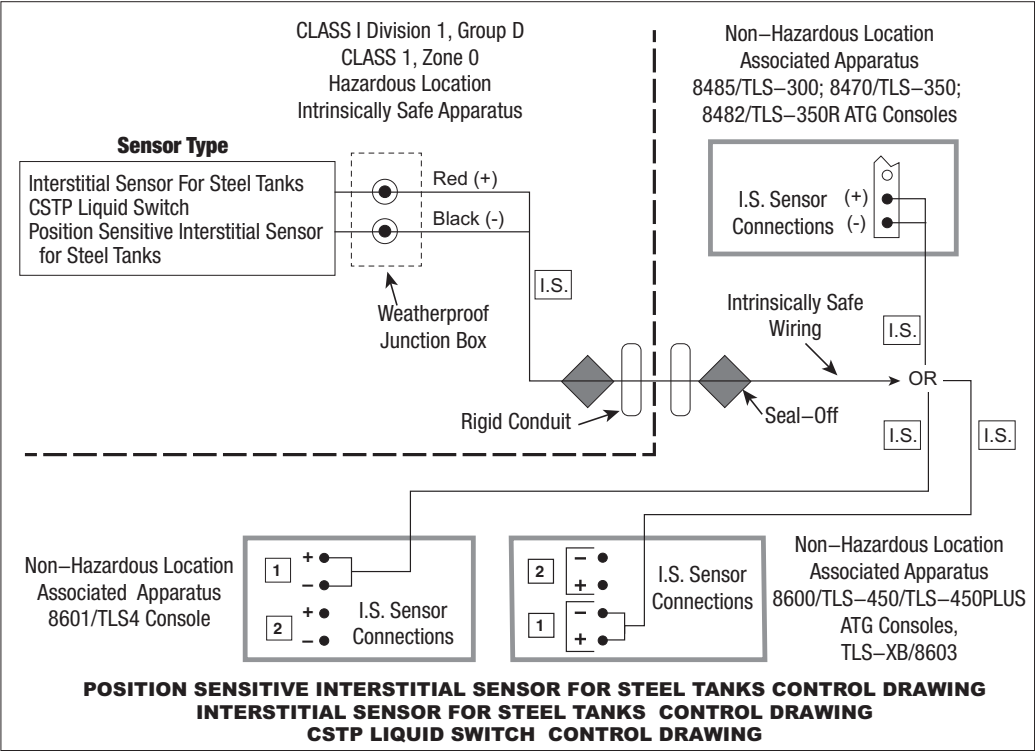 CLASS I Division 1, Group D
CLASS 1, Zone 0
Hazardous Location
Intrinsically Safe Apparatus
Non–Hazardous Location
Associated Apparatus
8485/TLS–300; 8470/TLS–350;
8482/TLS–350R ATG Consoles
Sensor Type
Interstitial Sensor For Steel Tanks
CSTP Liquid Switch
Position Sensitive Interstitial Sensor
for Steel Tanks
Red (+)
Black (-)
I.S.
Weatherproof
Junction Box
I.S. Sensor
Connections
(+)
(-)
Intrinsically Safe
Wiring
I.S.
OR
Rigid Conduit
Seal–Off
I.S.
I.S.
Non–Hazardous Location
Associated Apparatus
8601/TLS4 Console
1
+
–
2
+
–
I.S. Sensor
Connections
2
–
+
1
–
+
I.S. Sensor
Connections
Non–Hazardous Location
Associated Apparatus
8600/TLS–450/TLS–450PLUS
ATG Consoles,
TLS–XB/8603
POSITION SENSITIVE INTERSTITIAL SENSOR FOR STEEL TANKS CONTROL DRAWING
INTERSTITIAL SENSOR FOR STEEL TANKS CONTROL DRAWING
CSTP LIQUID SWITCH CONTROL DRAWING